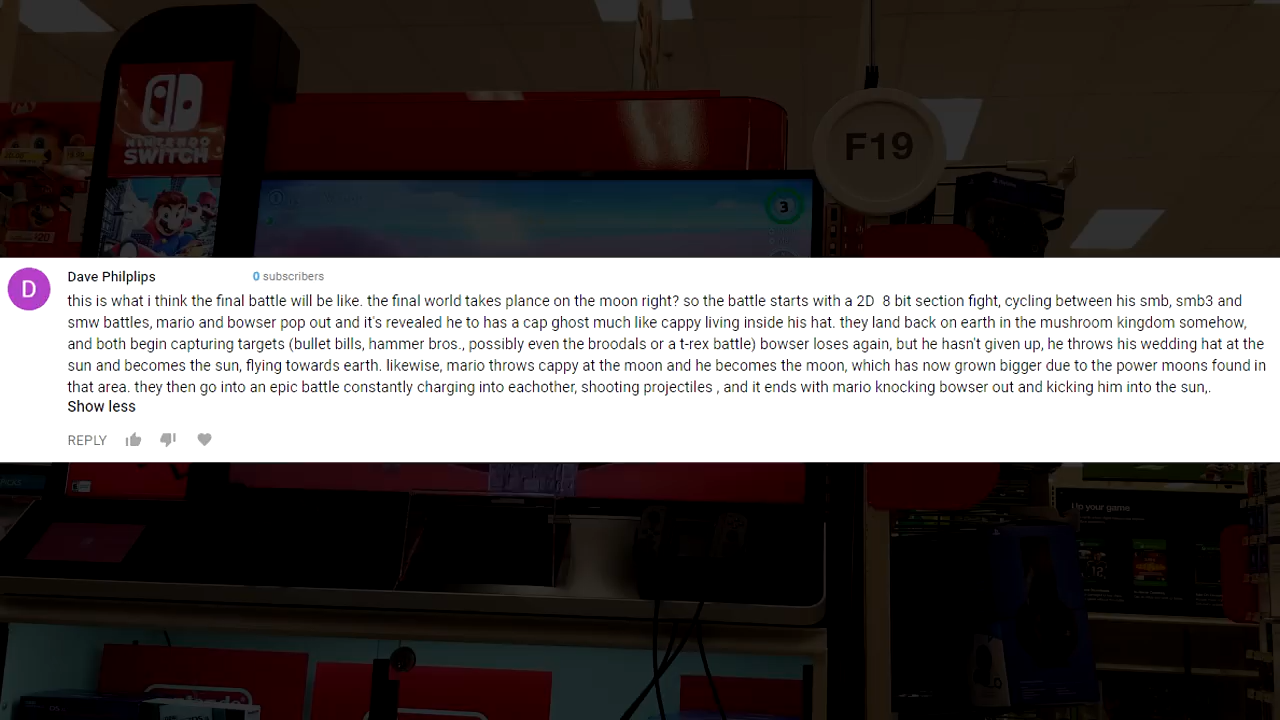 NINTENDO
SWITCH
F19
3
$20
D
Dave Philplips
0 subscribers
this is what i think the final battle will be like. the final world takes plance on the moon right? so the battle starts with a 2D 8 bit section fight, cycling between his smb, smb3 and
smw battles, mario and bowser pop out and it's revealed he to has a cap ghost much like cappy living inside his hat. they land back on earth in the mushroom kingdom somehow,
and both begin capturing targets (bullet bills, hammer bros., possibly even the broodals or a t-rex battle) bowser loses again, but he hasn't given up, he throws his wedding hat at the
sun and becomes the sun, flying towards earth. likewise, mario throws cappy at the moon and he becomes the moon, which has now grown bigger due to the power moons found in
that area. they then go into an epic battle constantly charging into eachother, shooting projectiles , and it ends with mario knocking bowser out and kicking him into the sun,.
Show less
REPLY
Up your game